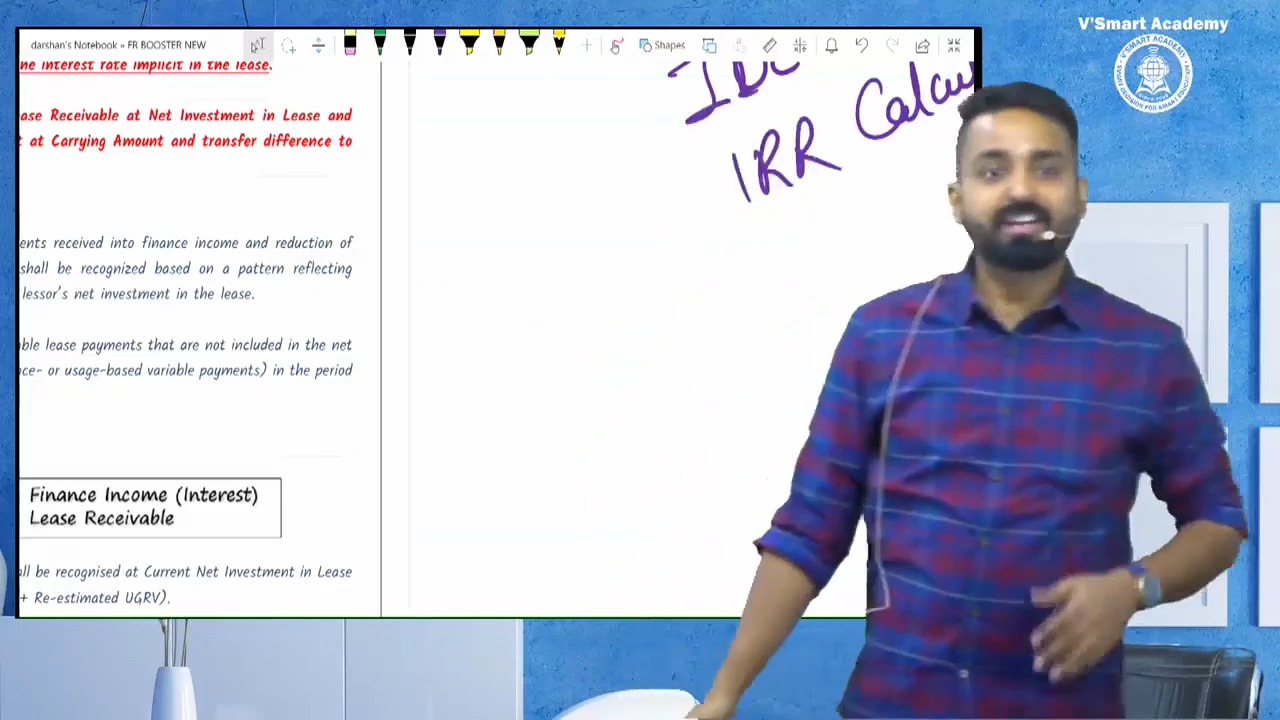 V'Smart Academy
darshan's Notebook » FR BOOSTER NEW
Shapes
ne interest rate implicit in the lease.
ase Receivable at Net Investment in Lease and
t at Carrying Amount and transfer difference to
IRR Calcu
ents received into finance income and reduction of
shall be recognized based on a pattern reflecting
lessor's net investment in the lease.
ble lease payments that are not included in the net
ce- or usage-based variable payments) in the period
Finance Income (Interest)
Lease Receivable
all be recognised at Current Net Investment in Lease
+ Re-estimated UGRV).